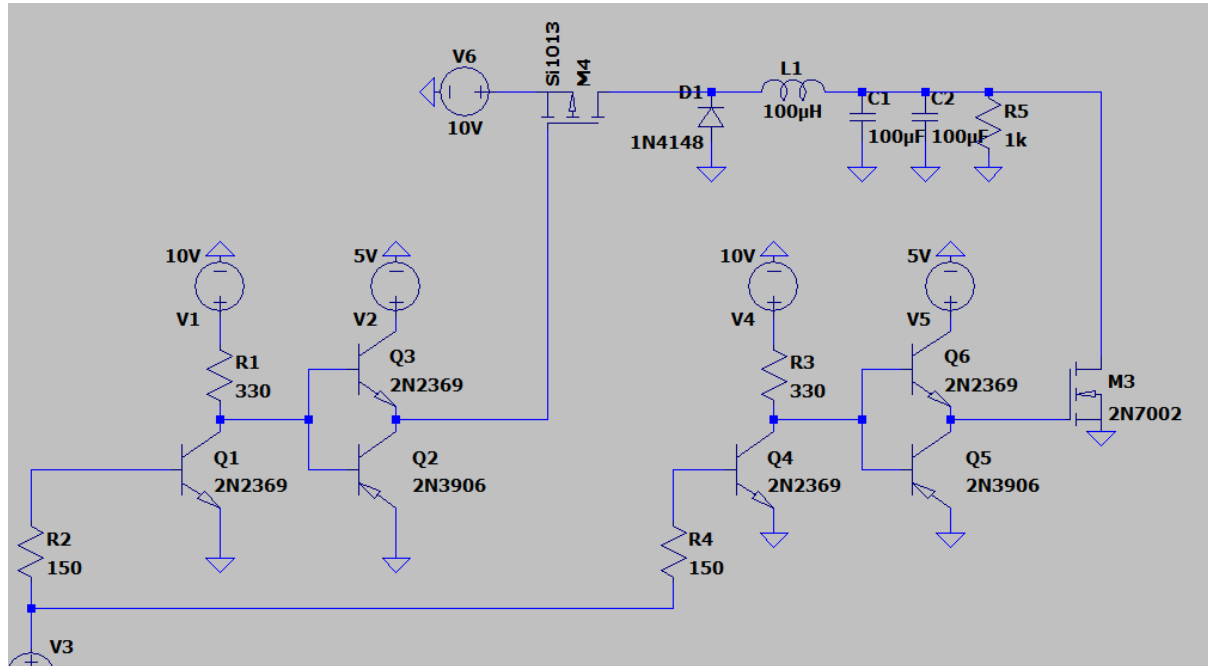 V6
10V
Si1013
M4
D1
1N4148
L1
100µH
C1
100µF
C2
100µF
R5
1k
10V
V1
5V
V2
R1
330
Q3
2N2369
Q1
2N2369
Q2
2N3906
R2
150
V3
10V
V4
5V
V5
R3
330
Q6
2N2369
Q4
2N2369
Q5
2N3906
R4
150
M3
2N7002